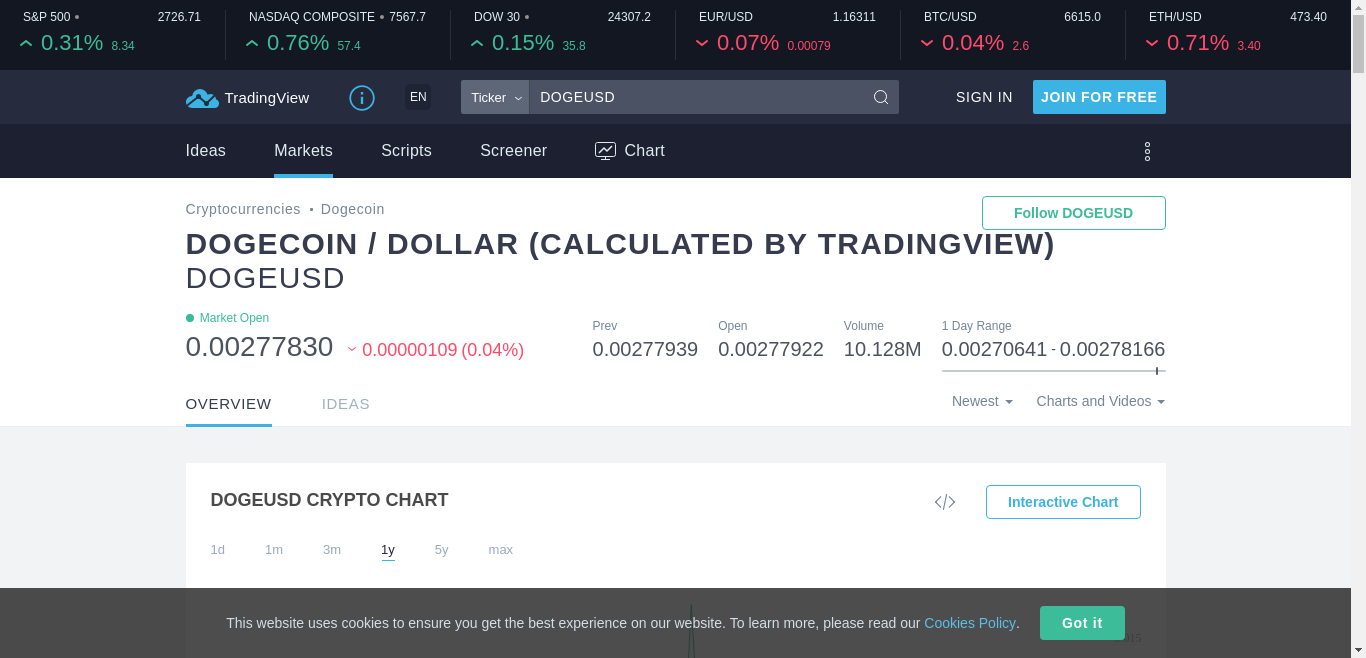 S&P 500 2726.71
0.31% 8.34
NASDAQ COMPOSITE 7567.7
0.76% 57.4
DOW 30 24307.2
0.15% 35.8
EUR/USD 1.16311
0.07% 0.00079
BTC/USD 6615.0
0.04% 2.6
ETH/USD 473.40
0.71% 3.40
TradingView
EN
Ticker
DOGEUSD
SIGN IN
JOIN FOR FREE
Ideas
Markets
Scripts
Screener
Chart
Cryptocurrencies • Dogecoin
Follow DOGEUSD
DOGECOIN / DOLLAR (CALCULATED BY TRADINGVIEW)
DOGEUSD
Market Open
0.00277830 0.00000109 (0.04%)
Prev
0.00277939
Open
0.00277922
Volume
10.128M
1 Day Range
0.00270641 - 0.00278166
OVERVIEW
IDEAS
Newest
Charts and Videos
DOGEUSD CRYPTO CHART
Interactive Chart
1d
1m
3m
1y
5y
max
This website uses cookies to ensure you get the best experience on our website. To learn more, please read our Cookies Policy.
Got it